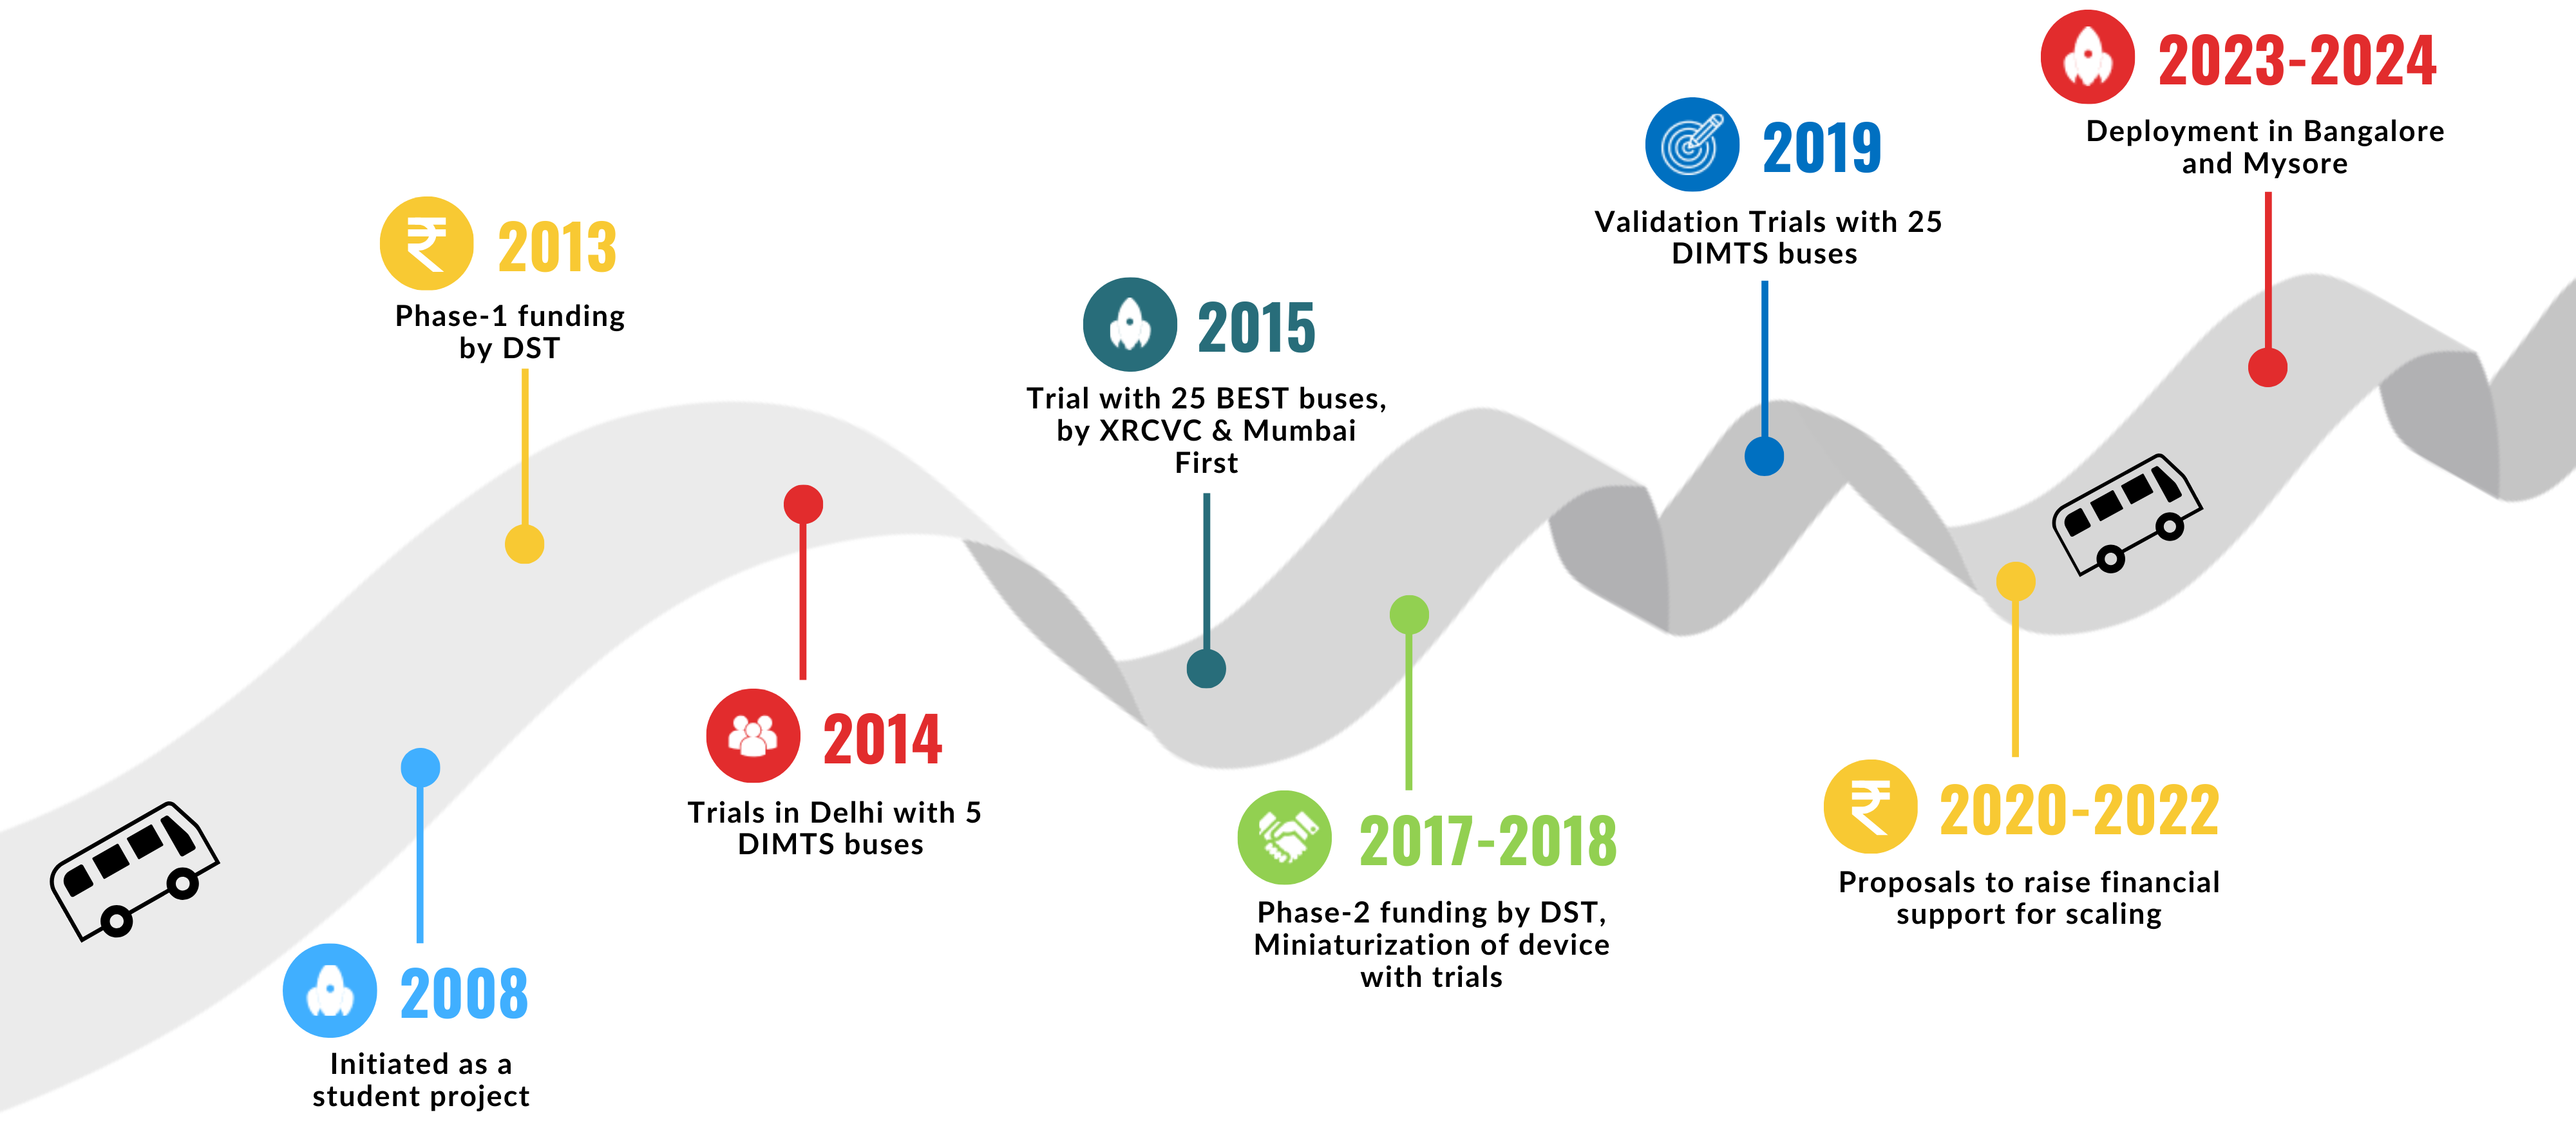 2008
Initiated as a
student project
₹ 2013
Phase-1 funding
by DST
2014
Trials in Delhi with 5
DIMTS buses
2015
Trial with 25 BEST buses,
by XRCVC & Mumbai
First
2017-2018
Phase-2 funding by DST,
Miniaturization of device
with trials
2019
Validation Trials with 25
DIMTS buses
₹ 2020-2022
Proposals to raise financial
support for scaling
2023-2024
Deployment in Bangalore
and Mysore